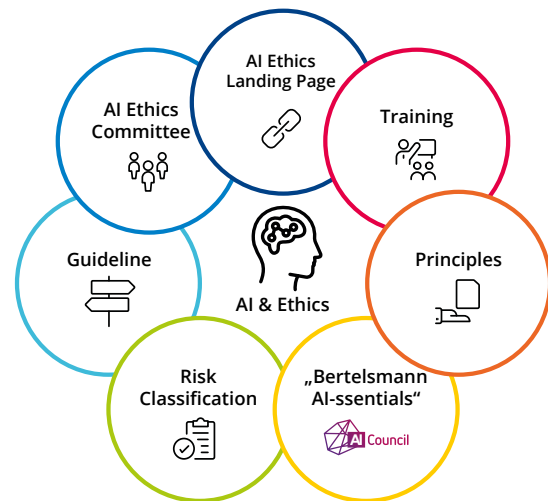 AI Ethics
Landing Page
AI Ethics
Committee
Training
Guideline
AI & Ethics
Principles
Risk
Classification
„Bertelsmann
AI-ssentials“
AI Council